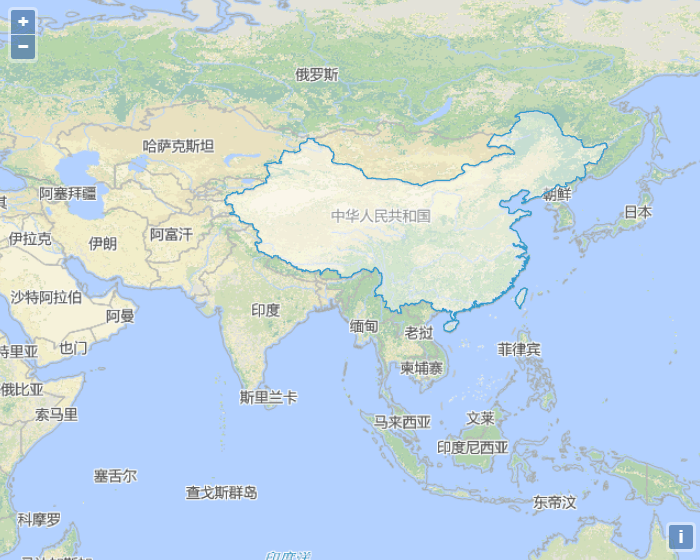 +
−
俄罗斯
哈萨克斯坦
阿塞拜疆
其
中华人民共和国
朝鲜
日本
伊拉克
伊朗
阿富汗
沙特阿拉伯
阿曼
印度
缅甸
老挝
特里亚
也门
菲律宾
柬埔寨
俄比亚
斯里兰卡
索马里
马来西亚
文莱
印度尼西亚
塞舌尔
查戈斯群岛
东帝汶
科摩罗
印度洋
i